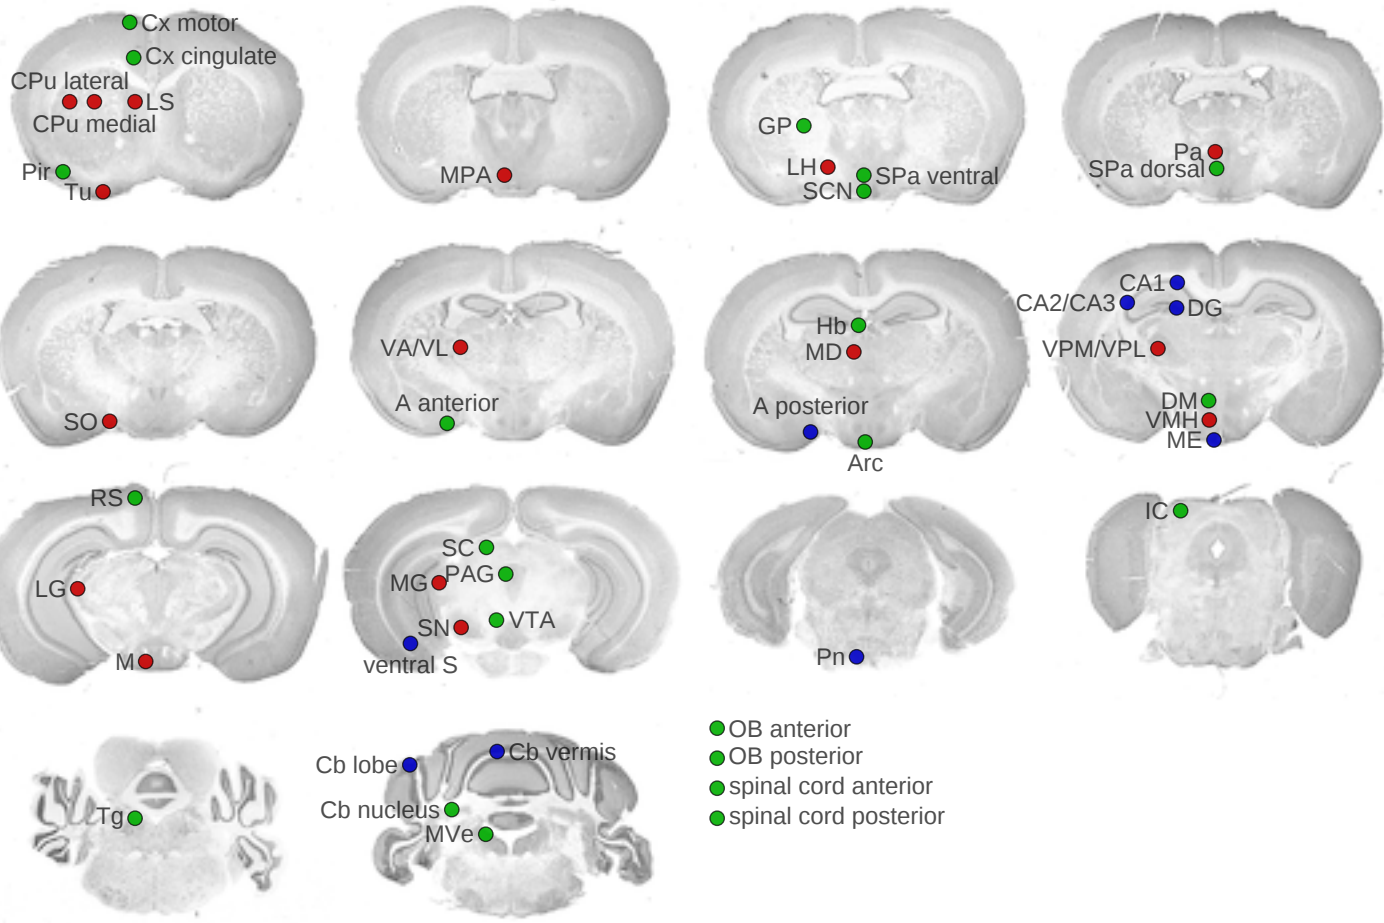 Cx motor
Cx cingulate
CPu lateral
LS
CPu medial
Pir
Tu
MPA
GP
LH
SPa ventral
SCN
Pa
SPa dorsal
SO
VA/VL
A anterior
Hb
MD
A posterior
Arc
CA1
CA2/CA3
DG
VPM/VPL
DM
VMH
ME
RS
LG
M
SC
MG
PAG
SN
VTA
ventral S
Pn
IC
Tg
Cb lobe
Cb vermis
Cb nucleus
MVe
OB anterior
OB posterior
spinal cord anterior
spinal cord posterior